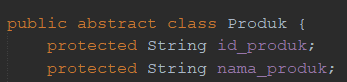 public abstract class Produk {
protected String id_produk;
protected String nama_produk;